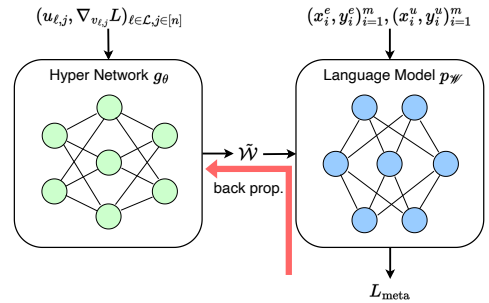 (u_{ℓ,j}, ∇_{v_{ℓ,j}} L)_{ℓ∈𝓛, j∈[n]}
(x_i^e, y_i^e)_{i=1}^m, (x_i^u, y_i^u)_{i=1}^m
Hyper Network g_θ
Language Model p_𝒲
𝒲̃
back prop.
L_meta